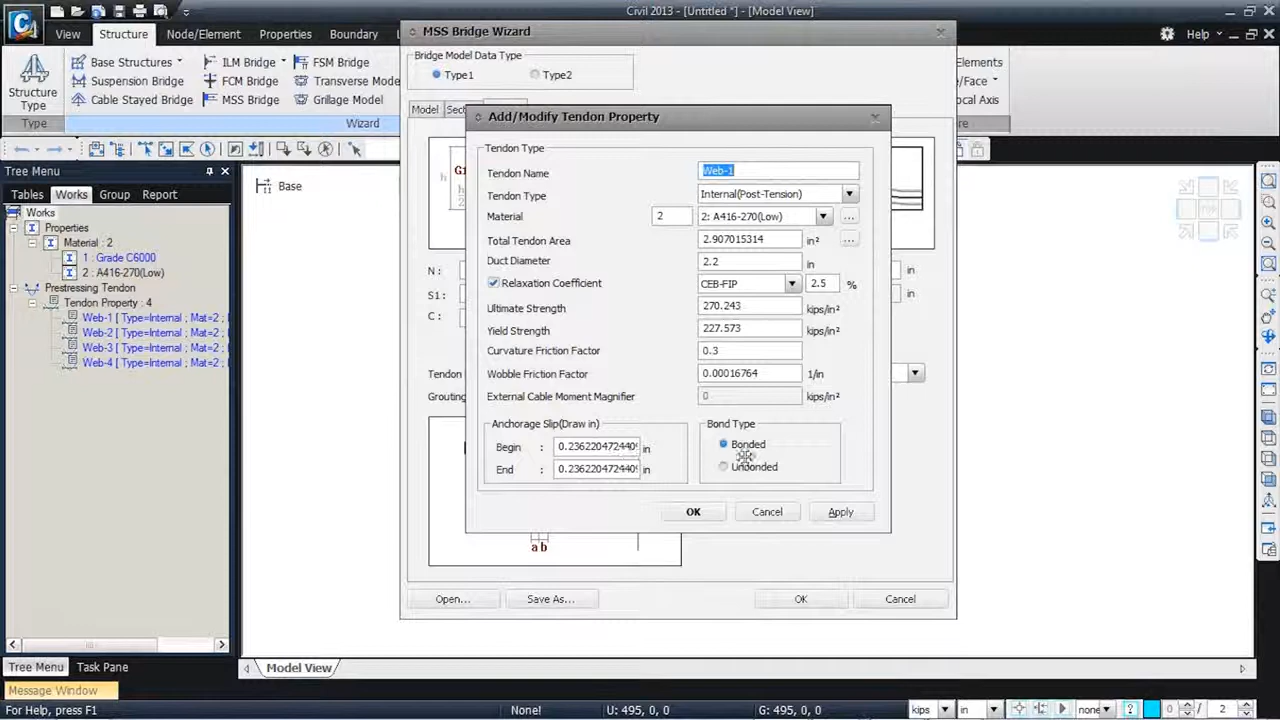 Civil 2013 - [Untitled *] - [Model View]
View Structure Node/Element Properties Boundary Help
Structure Type
Base Structures
Suspension Bridge
Cable Stayed Bridge
ILM Bridge
FCM Bridge
MSS Bridge
FSM Bridge
Transverse Mode
Grillage Model
Elements
/Face
ocal Axis
Type
Wizard
re
MSS Bridge Wizard
Bridge Model Data Type
Type1 Type2
Model Sec
G1
h
N :
S1:
C :
in
in
Tendon
Grouting
a b
Open... Save As... OK Cancel
Add/Modify Tendon Property
Tendon Type
Tendon Name Web-1
Tendon Type Internal(Post-Tension)
Material 2 2: A416-270(Low) ...
Total Tendon Area 2.907015314 in² ...
Duct Diameter 2.2 in
Relaxation Coefficient CEB-FIP 2.5 %
Ultimate Strength 270.243 kips/in²
Yield Strength 227.573 kips/in²
Curvature Friction Factor 0.3
Wobble Friction Factor 0.00016764 1/in
External Cable Moment Magnifier 0 kips/in²
Anchorage Slip(Draw in)
Begin : 0.236220472440 in
End : 0.236220472440 in
Bond Type
Bonded
Unbonded
OK Cancel Apply
Tree Menu
Tables Works Group Report
Works
Properties
Material : 2
1 : Grade C6000
2 : A416-270(Low)
Prestressing Tendon
Tendon Property : 4
Web-1 [ Type=Internal ; Mat=2 ;
Web-2 [ Type=Internal ; Mat=2 ;
Web-3 [ Type=Internal ; Mat=2 ;
Web-4 [ Type=Internal ; Mat=2 ;
Base
Tree Menu Task Pane
Model View
Message Window
For Help, press F1
None!
U: 495, 0, 0
G: 495, 0, 0
kips in none 0 / 2